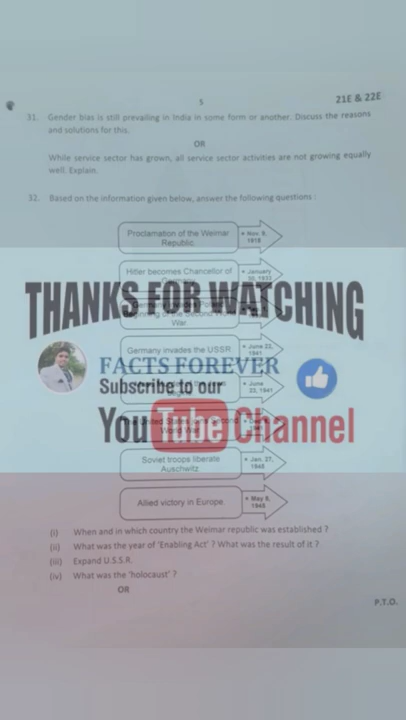 5
21E & 22E
31. Gender bias is still prevailing in India in some form or another. Discuss the reasons
and solutions for this.
OR
While service sector has grown, all service sector activities are not growing equally
well. Explain.
32. Based on the information given below, answer the following questions :
Proclamation of the Weimar
Republic.
• Nov. 9,
1918
Hitler becomes Chancellor of
• January
30, 1933
THANKS FOR WATCHING
War.
Germany invades the USSR
• June 22,
1941
FACTS FOREVER
Subscribe to our
• June
23, 1941
YouTube Channel
The United States
World War
Soviet troops liberate
Auschwitz
• Jan. 27,
1945
Allied victory in Europe
• May 8,
1945
(i) When and in which country the Weimar republic was established ?
(ii) What was the year of 'Enabling Act' ? What was the result of it ?
(iii) Expand U.S.S.R.
(iv) What was the 'holocaust' ?
OR
P.T.O.